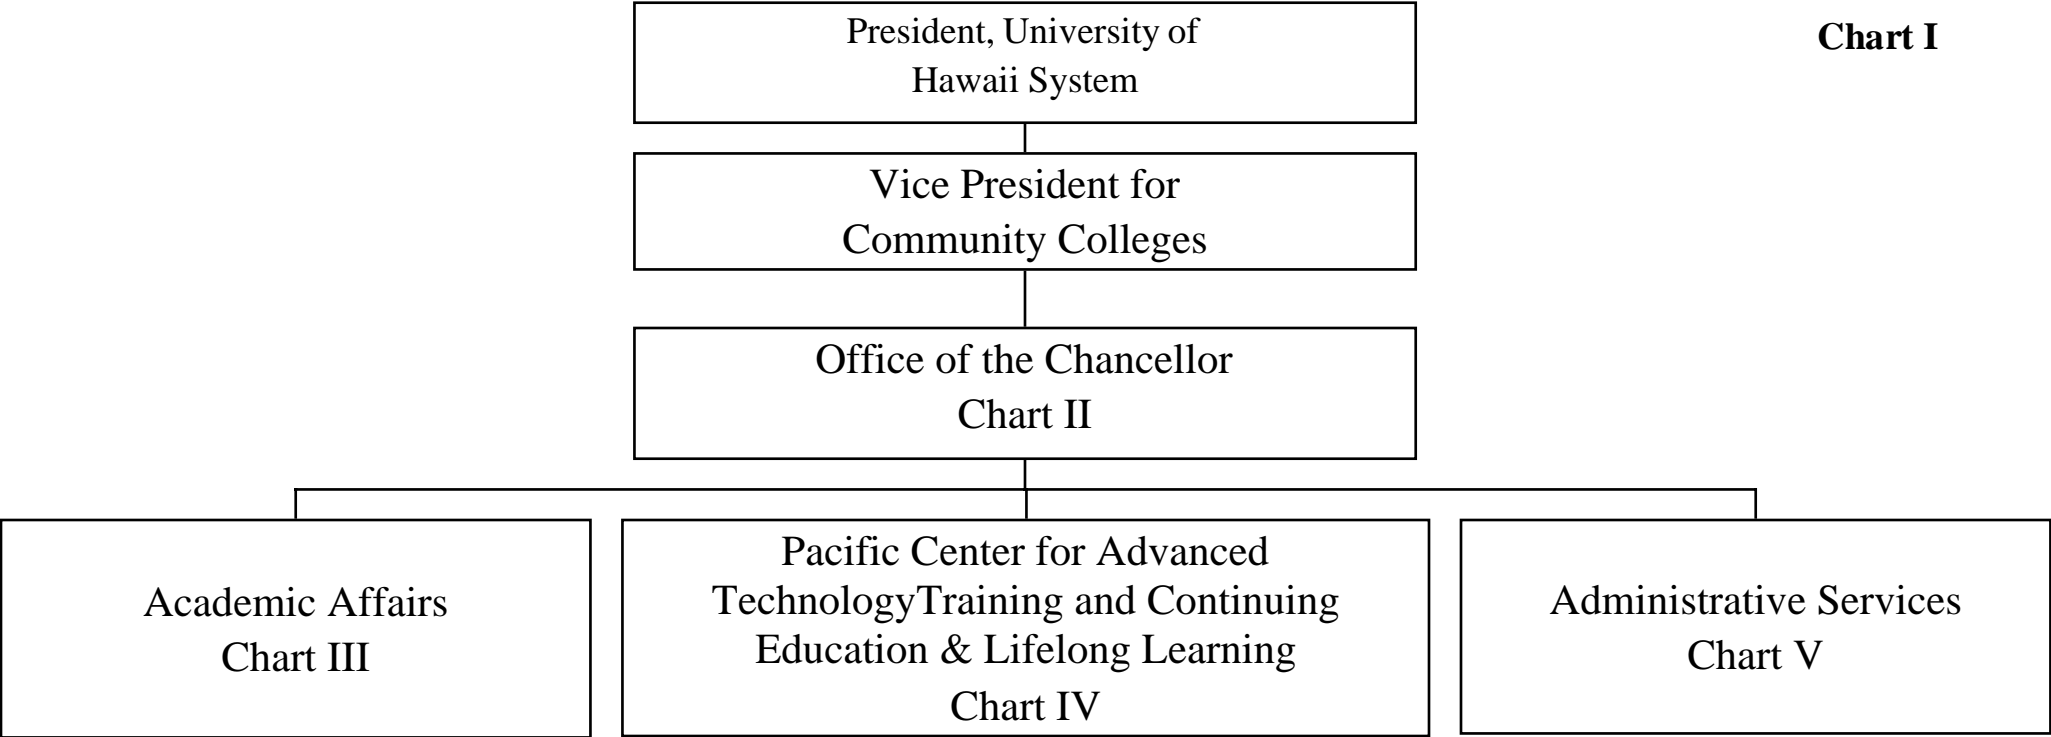 President, University of
Hawaii System
Chart I
Vice President for
Community Colleges
Office of the Chancellor
Chart II
Academic Affairs
Chart III
Pacific Center for Advanced
TechnologyTraining and Continuing
Education & Lifelong Learning
Chart IV
Administrative Services
Chart V